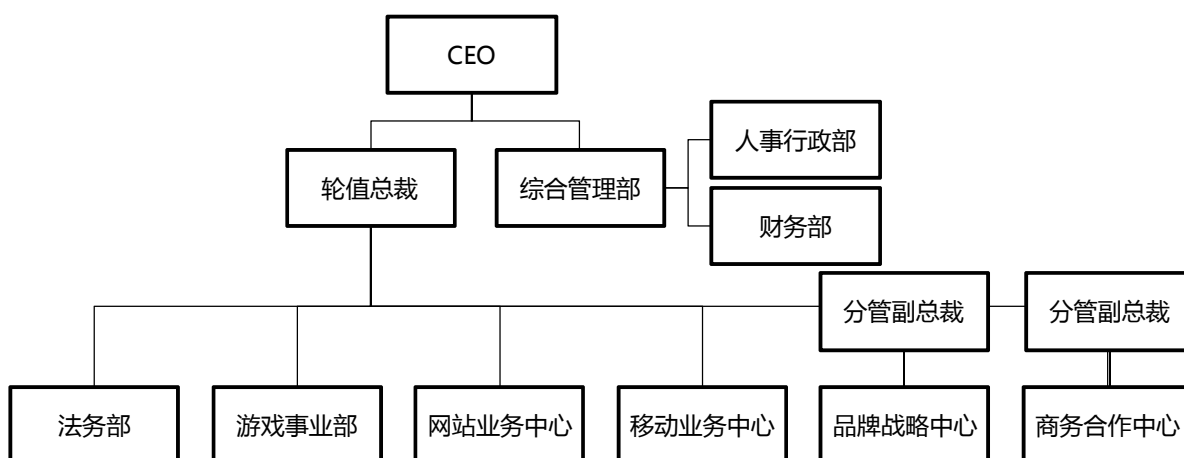 CEO
轮值总裁
综合管理部
人事行政部
财务部
分管副总裁
分管副总裁
法务部
游戏事业部
网站业务中心
移动业务中心
品牌战略中心
商务合作中心